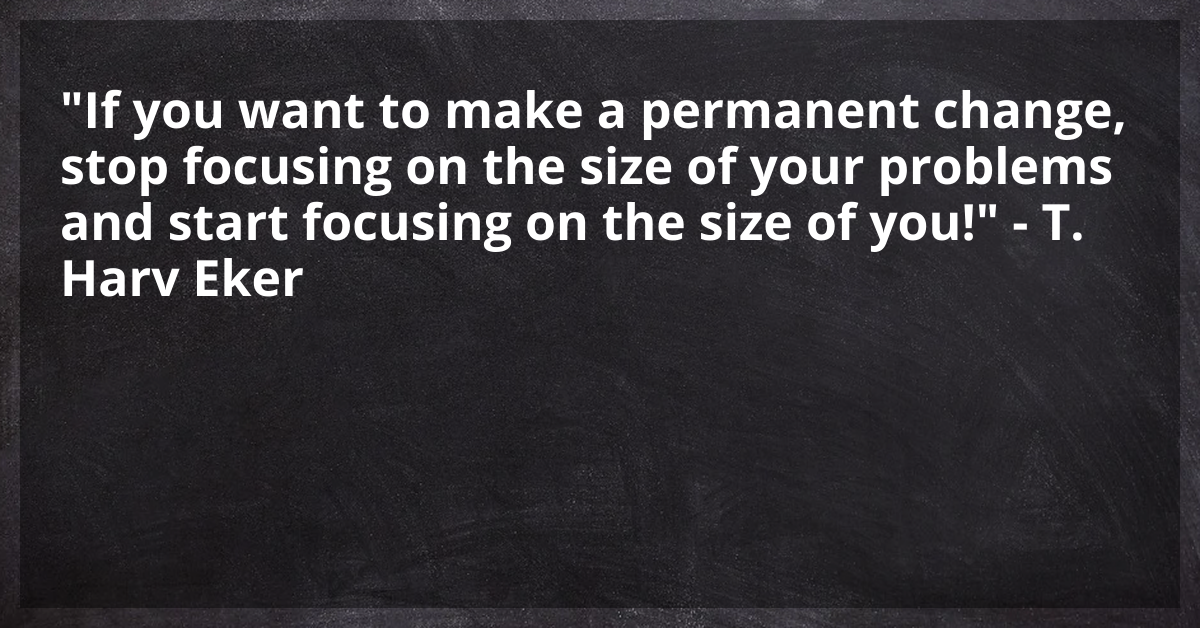 "If you want to make a permanent change,
stop focusing on the size of your problems
and start focusing on the size of you!" - T.
Harv Eker